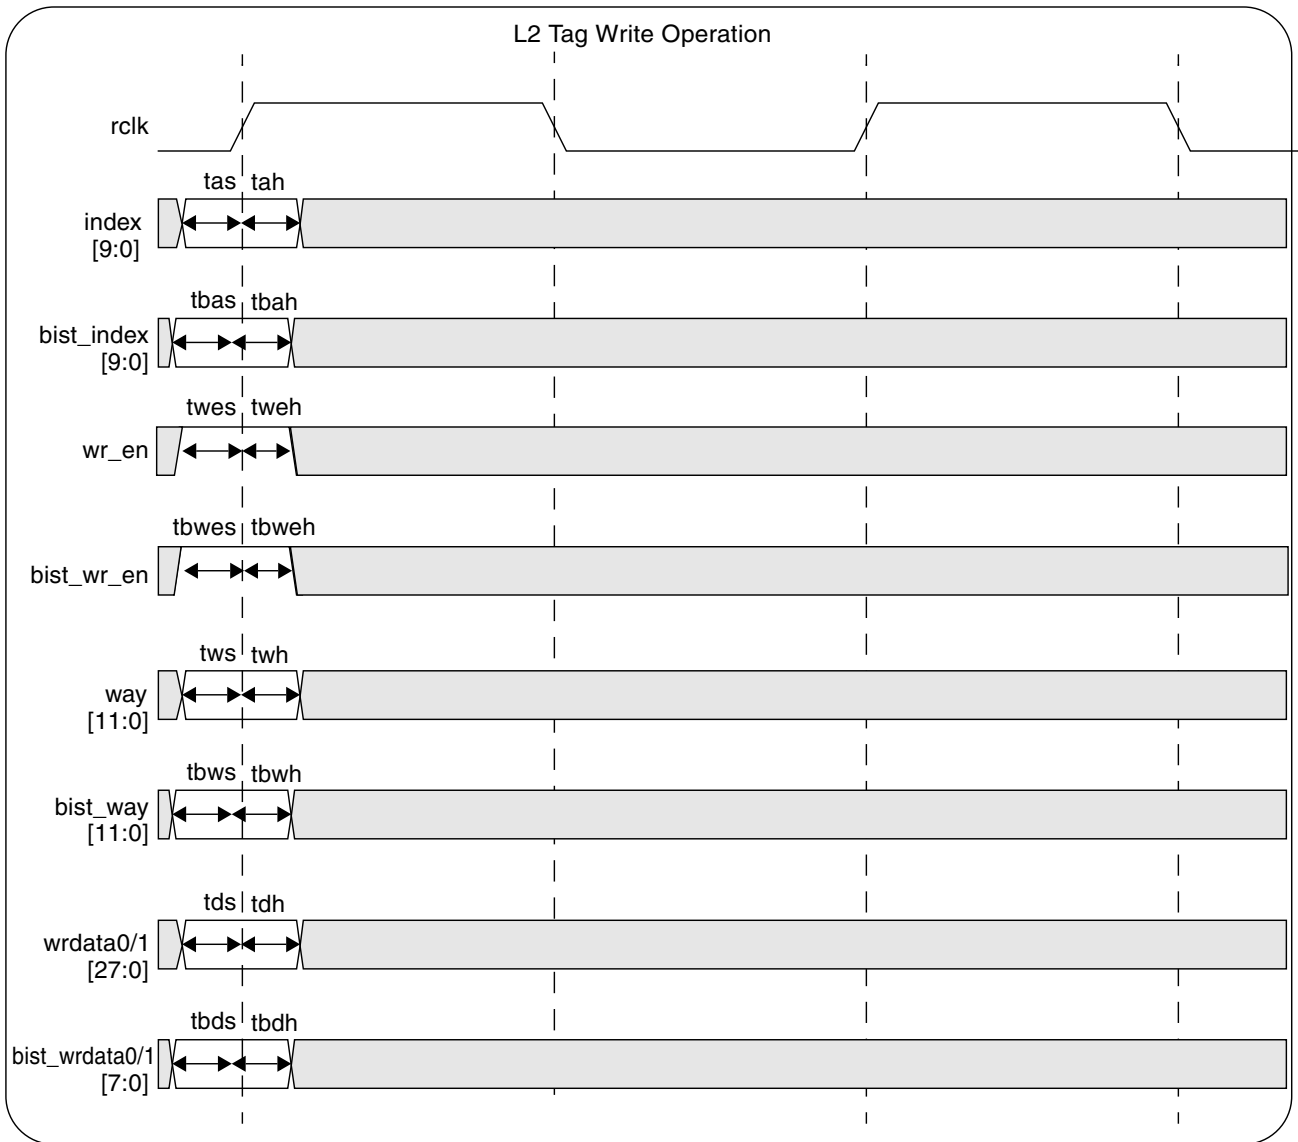 L2 Tag Write Operation
rclk
tas tah
index
[9:0]
tbas tbah
bist_index
[9:0]
twes tweh
wr_en
tbwes tbweh
bist_wr_en
tws twh
way
[11:0]
tbws tbwh
bist_way
[11:0]
tds tdh
wrdata0/1
[27:0]
tbds tbdh
bist_wrdata0/1
[7:0]